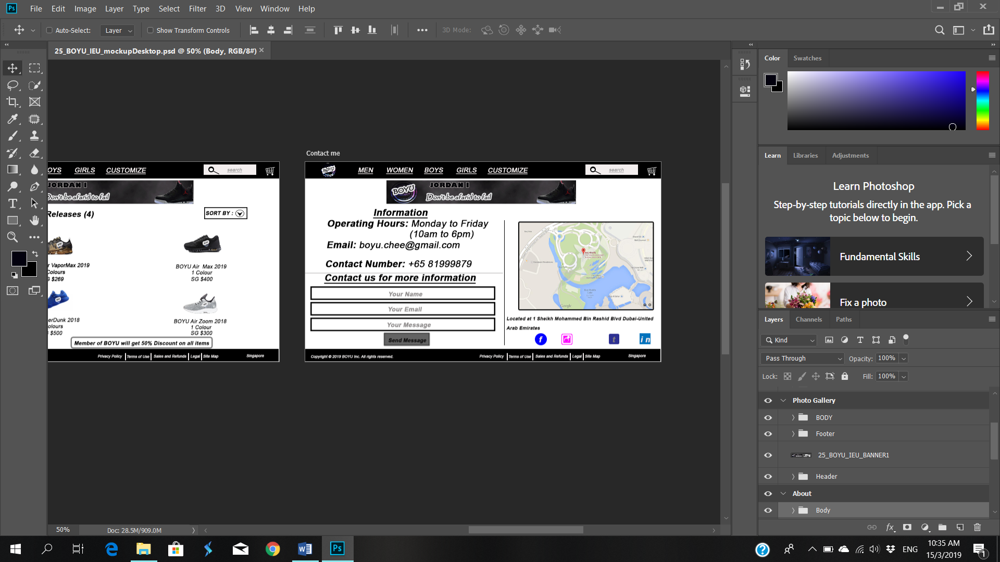 Ps File Edit Image Layer Type Select Filter 3D View Window Help
Auto-Select: Layer Show Transform Controls ••• 3D Mode:
25_BOYU_IEU_mockupDesktop.psd @ 50% (Body, RGB/8#) ×
Contact me
OYS GIRLS CUSTOMIZE search
JORDAN I
Don't be afarid to fail
Releases (4)
SORT BY :
r VaporMax 2019
Colours
G $269
BOYU Air Max 2019
1 Colour
SG $400
erDunk 2018
olours
G $500
BOYU Air Zoom 2018
1 Colour
SG $300
Member of BOYU will get 50% Discount on all items
Privacy Policy Terms of Use Sales and Refunds Legal Site Map Singapore
BOYU MEN WOMEN BOYS GIRLS CUSTOMIZE search
BOYU JORDAN I
Don't be afarid to fail
Information
Operating Hours: Monday to Friday
(10am to 6pm)
Email: boyu.chee@gmail.com
Contact Number: +65 81999879
Contact us for more information
Your Name
Your Email
Your Message
Send Message
Google
Located at 1 Sheikh Mohammed Bin Rashid Blvd Dubai-United
Arab Emirates
f t in
Copyright © 2019 BOYU Inc. All rights reserved. Privacy Policy Terms of Use Sales and Refunds Legal Site Map Singapore
50% Doc: 28.5M/909.0M
Color Swatches
Learn Libraries Adjustments
Learn Photoshop
Step-by-step tutorials directly in the app. Pick a
topic below to begin.
Fundamental Skills
Fix a photo
Layers Channels Paths
Kind
Pass Through Opacity: 100%
Lock: Fill: 100%
Photo Gallery
BODY
Footer
25_BOYU_IEU_BANNER1
Header
About
Body
fx
ENG
10:35 AM
15/3/2019
1